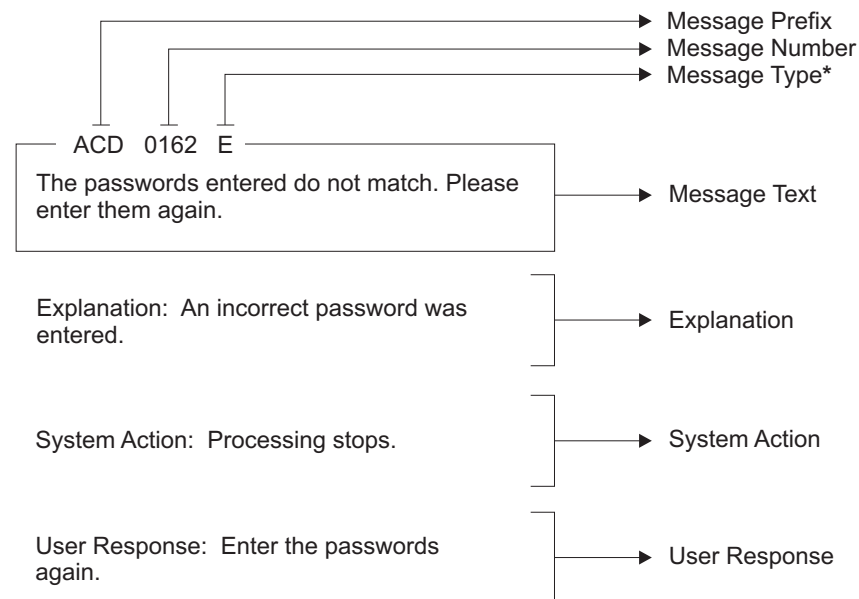 Message Prefix
Message Number
Message Type*
ACD 0162 E
The passwords entered do not match. Please
enter them again.
Message Text
Explanation: An incorrect password was
entered.
Explanation
System Action: Processing stops.
System Action
User Response: Enter the passwords
again.
User Response